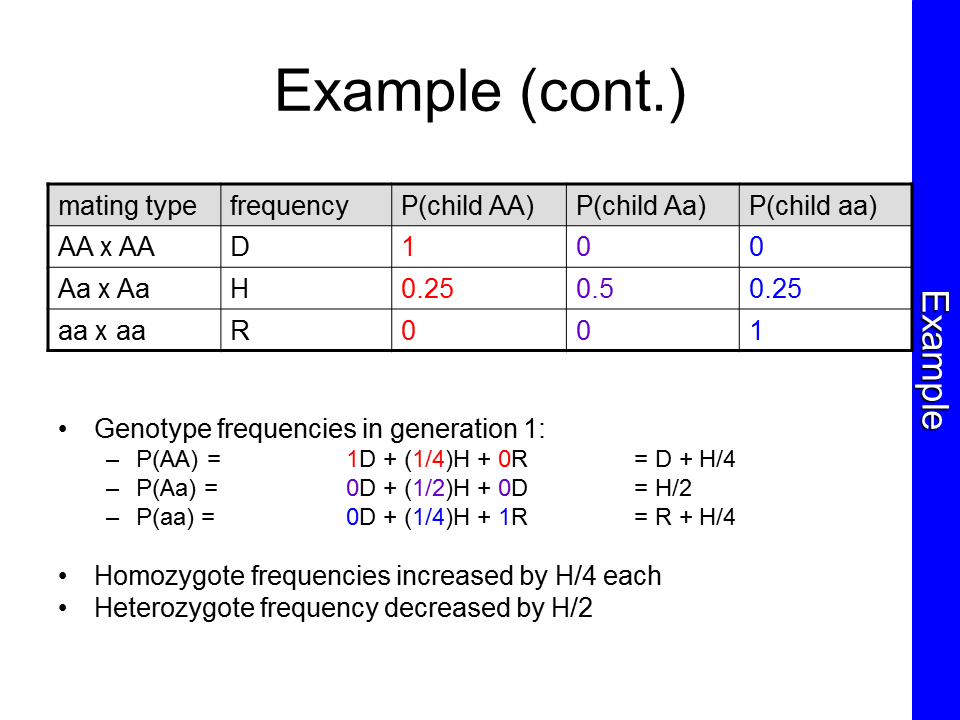 Example (cont.)
mating type frequency P(child AA) P(child Aa) P(child aa)
AA x AA D 1 0 0
Aa x Aa H 0.25 0.5 0.25
aa x aa R 0 0 1
Example
• Genotype frequencies in generation 1:
– P(AA) = 1D + (1/4)H + 0R = D + H/4
– P(Aa) = 0D + (1/2)H + 0D = H/2
– P(aa) = 0D + (1/4)H + 1R = R + H/4
• Homozygote frequencies increased by H/4 each
• Heterozygote frequency decreased by H/2